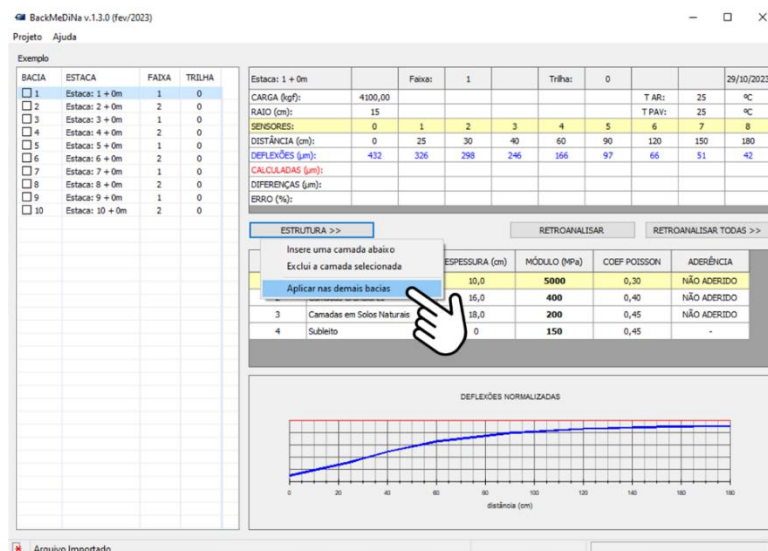 BackMeDiNa v.1.3.0 (fev/2023)
Projeto Ajuda
Exemplo
BACIA ESTACA FAIXA TRILHA
1 Estaca: 1 + 0m 1 0
2 Estaca: 2 + 0m 2 0
3 Estaca: 3 + 0m 1 0
4 Estaca: 4 + 0m 2 0
5 Estaca: 5 + 0m 1 0
6 Estaca: 6 + 0m 2 0
7 Estaca: 7 + 0m 1 0
8 Estaca: 8 + 0m 2 0
9 Estaca: 9 + 0m 1 0
10 Estaca: 10 + 0m 2 0
Estaca: 1 + 0m Faixa: 1 Trilha: 0 29/10/2023
CARGA (kgf): 4100,00 T AR: 25 ºC
RAIO (cm): 15 T PAV: 25 ºC
SENSORES: 0 1 2 3 4 5 6 7 8
DISTÂNCIA (cm): 0 25 30 40 60 90 120 150 180
DEFLEXÕES (µm): 432 326 298 246 166 97 66 51 42
CALCULADAS (µm):
DIFERENÇAS (µm):
ERRO (%):
ESTRUTURA >> RETROANALISAR RETROANALISAR TODAS >>
Insere uma camada abaixo
Exclui a camada selecionada
Aplicar nas demais bacias
ESPESSURA (cm) MÓDULO (MPa) COEF POISSON ADERÊNCIA
10,0 5000 0,30 NÃO ADERIDO
16,0 400 0,40 NÃO ADERIDO
3 Camadas em Solos Naturais 18,0 200 0,45 NÃO ADERIDO
4 Subleito 0 150 0,45 -
DEFLEXÕES NORMALIZADAS
0 20 40 60 80 100 120 140 160 180
distância (cm)
Arquivo Importado